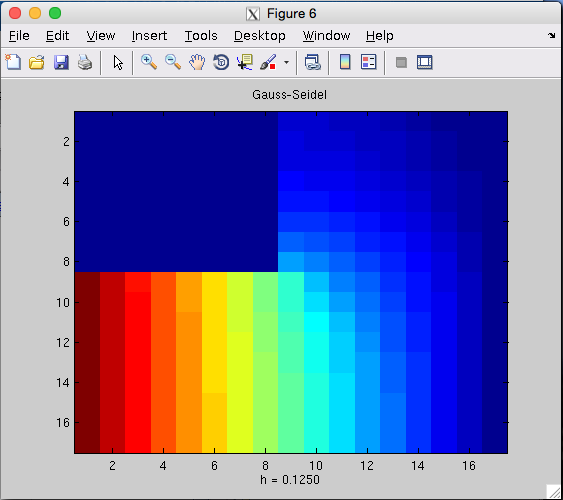 Figure 6
File Edit View Insert Tools Desktop Window Help
Gauss-Seidel
2
4
6
8
10
12
14
16
2 4 6 8 10 12 14 16
h = 0.1250